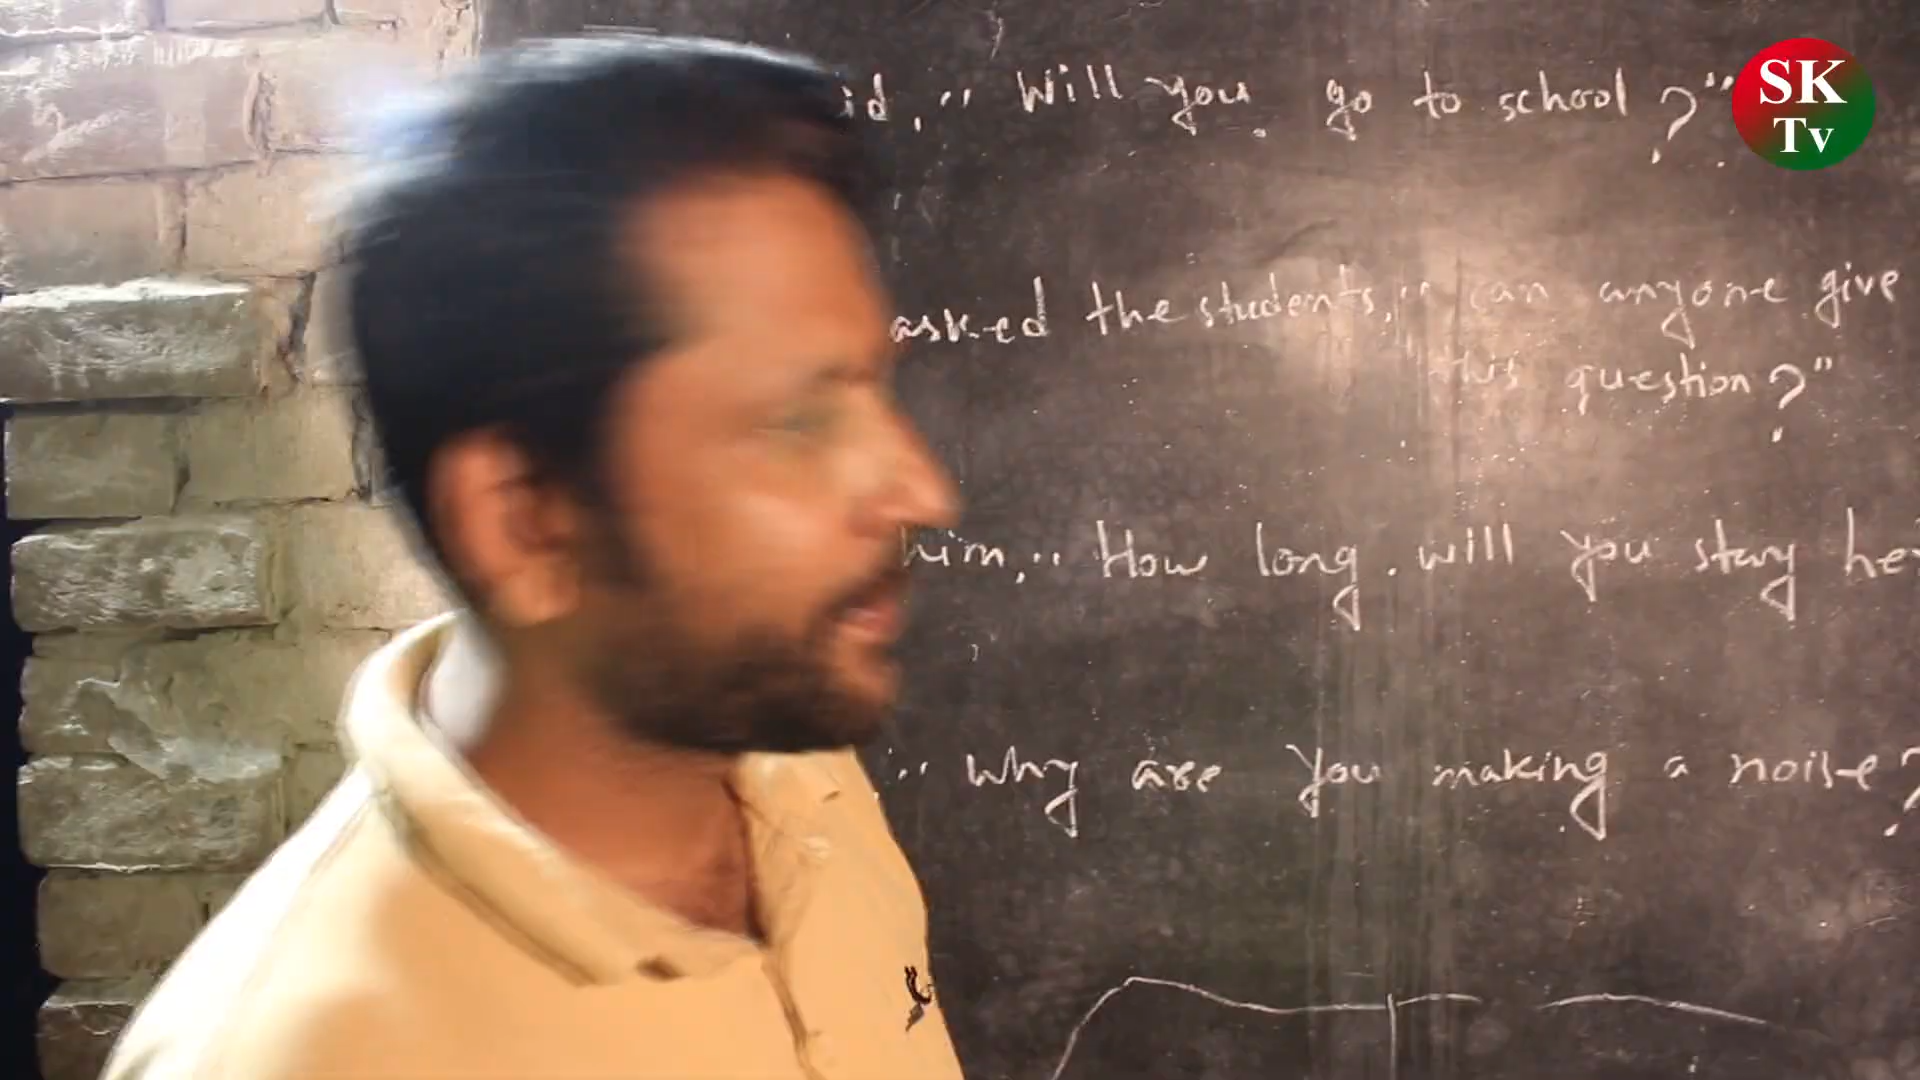 id, " Will you go to school?"
SK
Tv
asked the students, " can anyone give
this question?"
him, " How long will you stay her
" why are you making a noise?